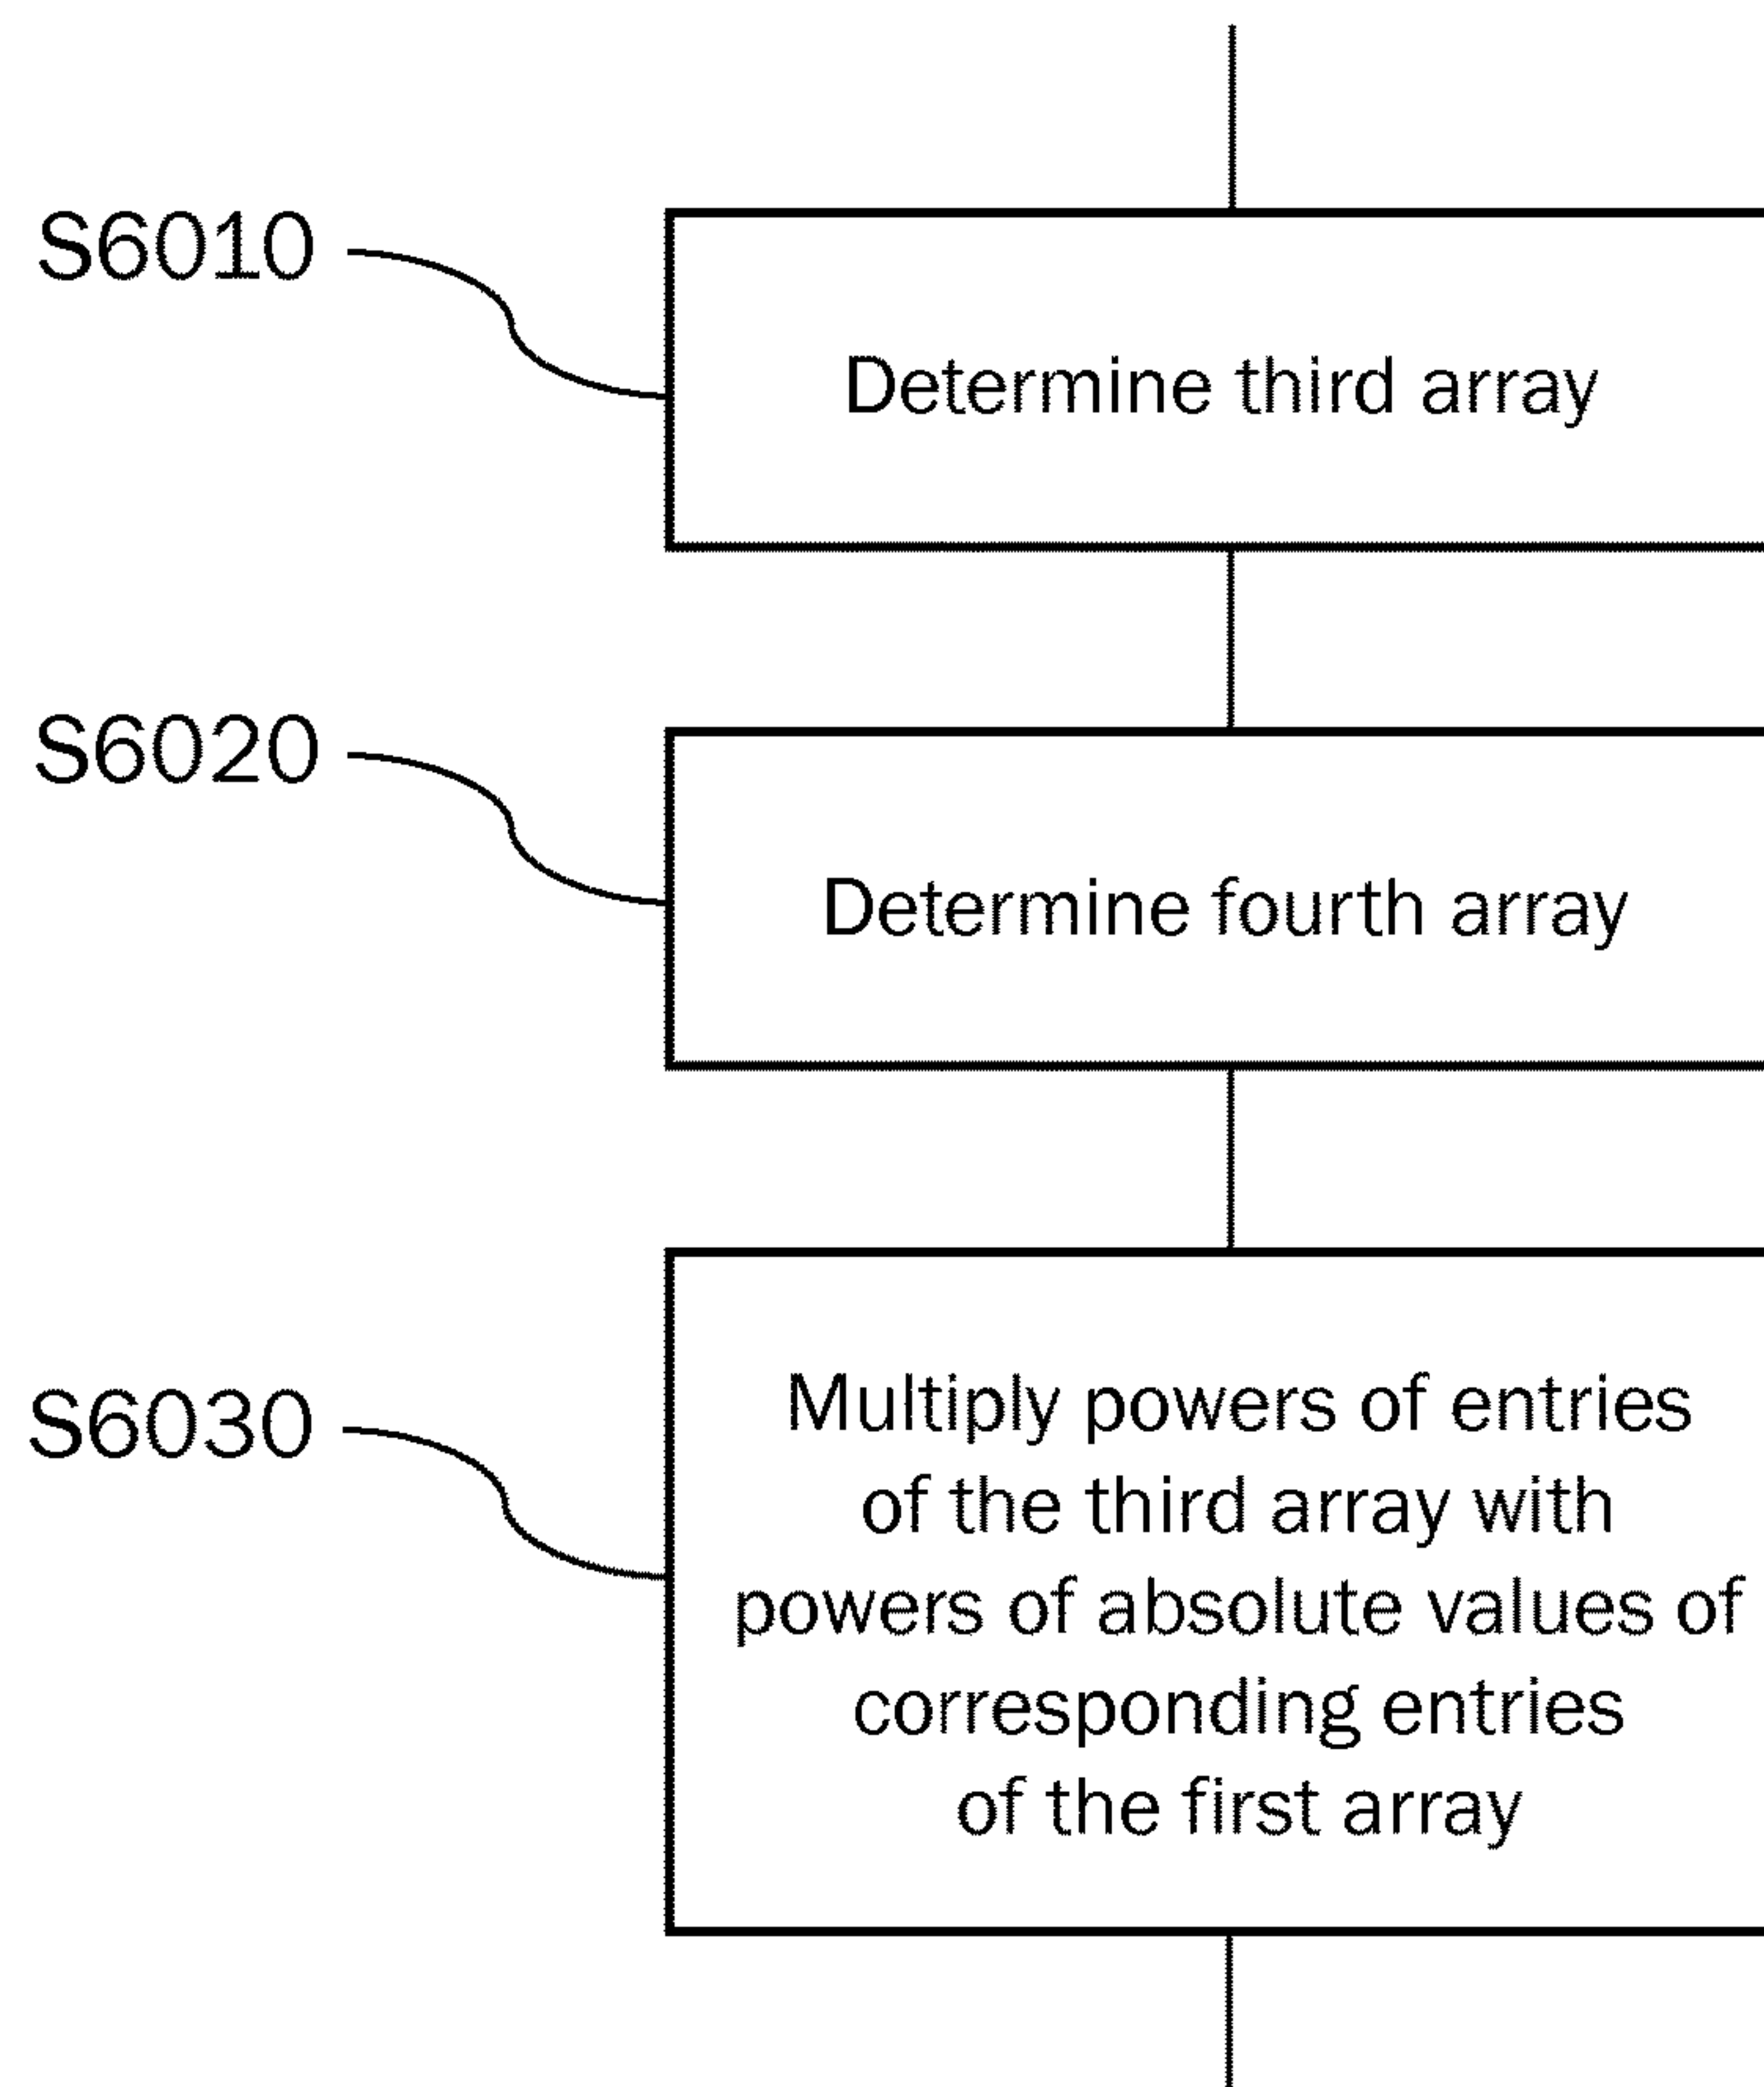 S6010
Determine third array
S6020
Determine fourth array
S6030
Multiply powers of entries
of the third array with
powers of absolute values of
corresponding entries
of the first array